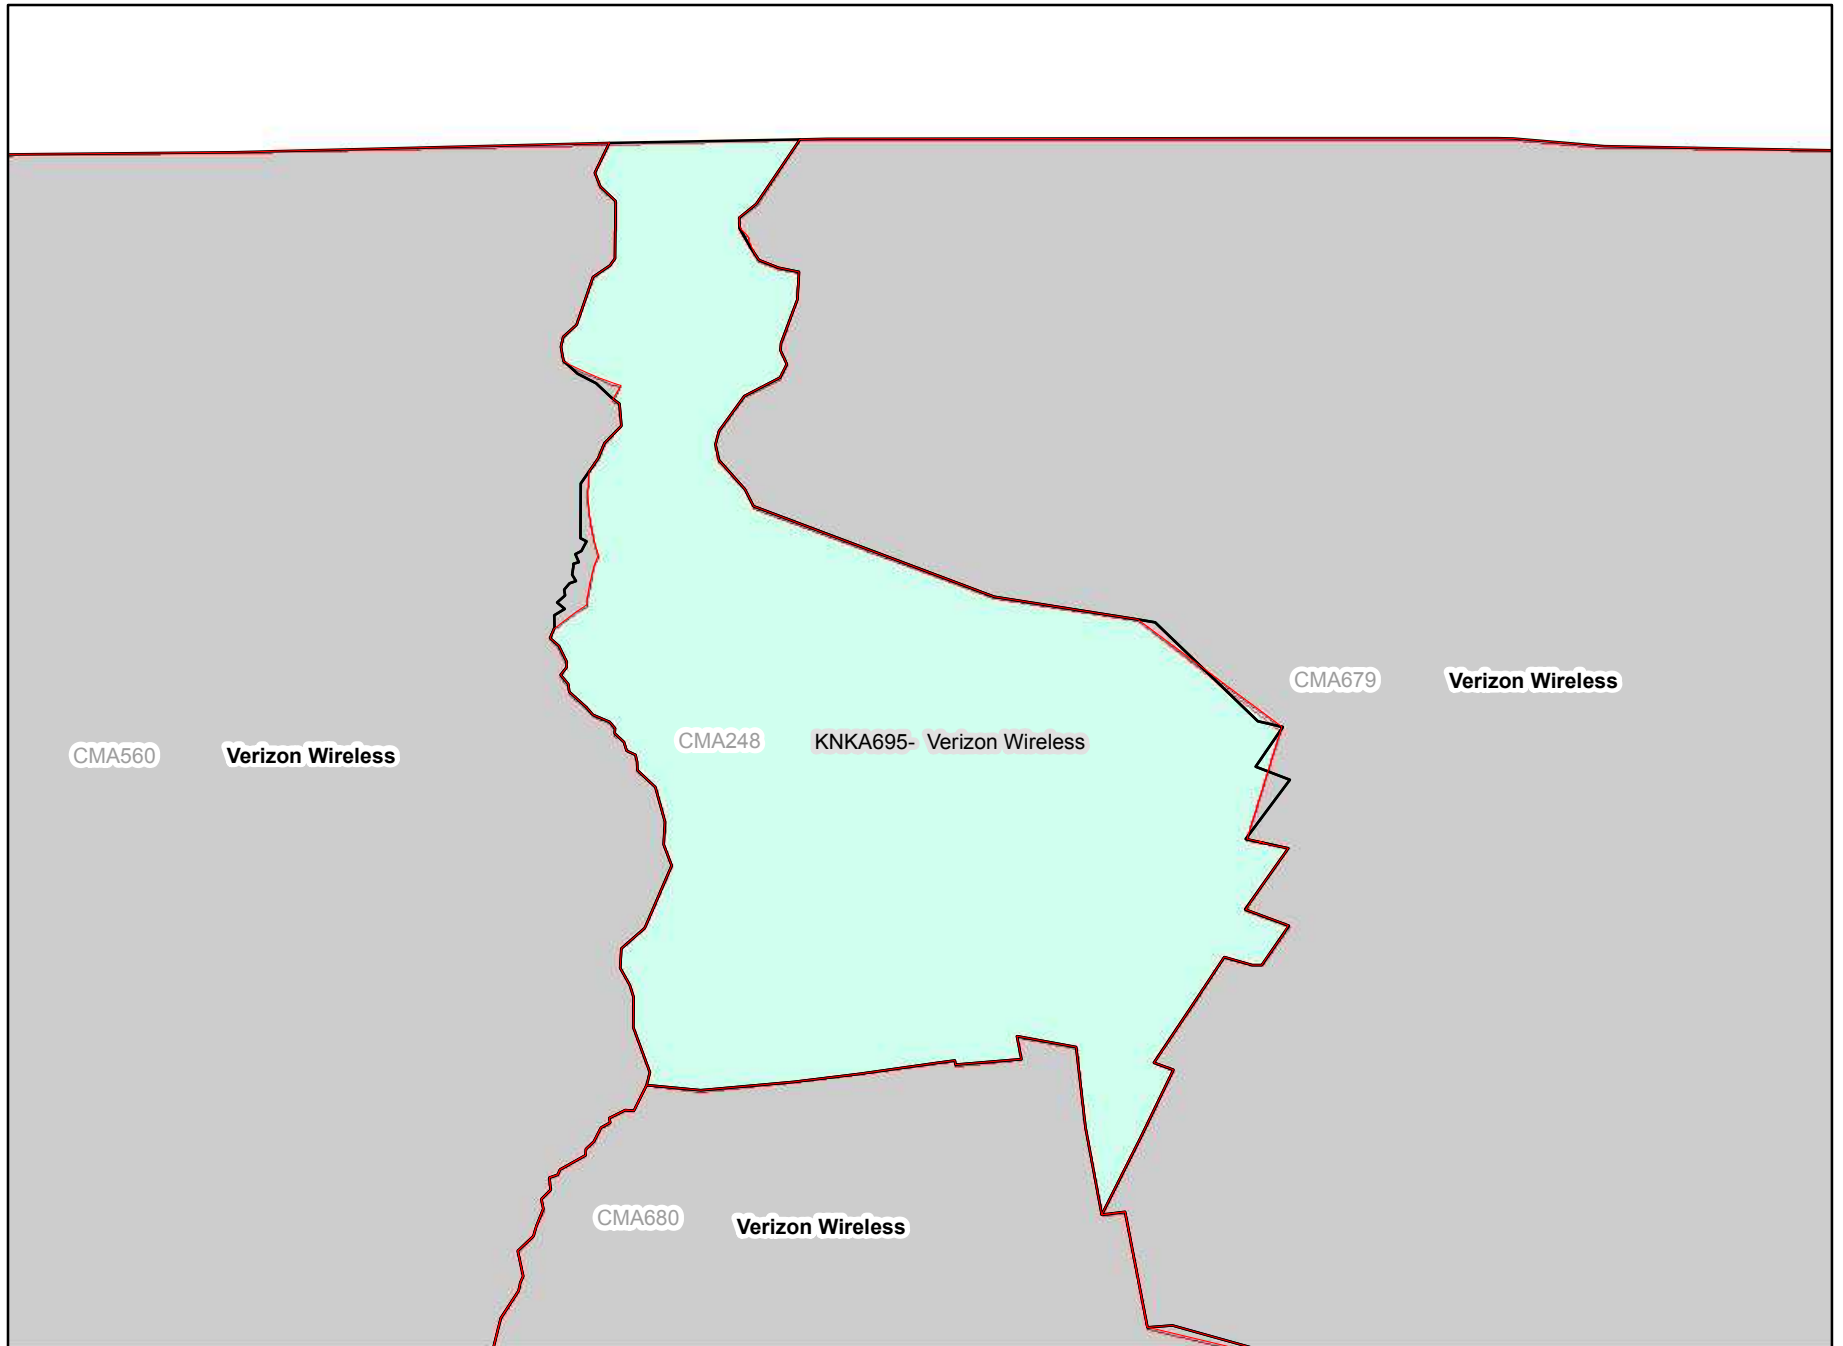 CMA679 Verizon Wireless
CMA248 KNKA695- Verizon Wireless
CMA560 Verizon Wireless
CMA680 Verizon Wireless